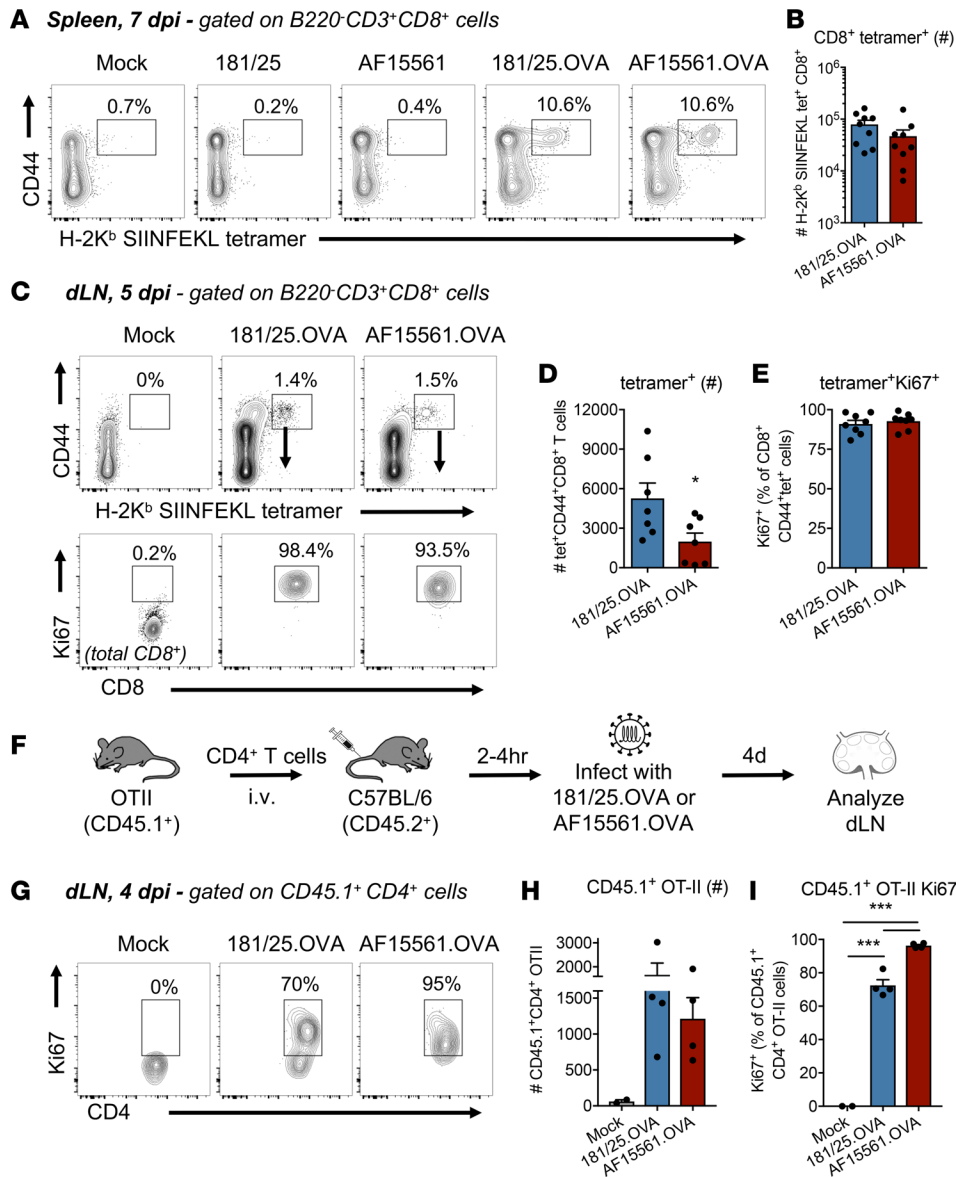 A Spleen, 7 dpi - gated on B220⁻CD3⁺CD8⁺ cells
Mock 181/25 AF15561 181/25.OVA AF15561.OVA
0.7% 0.2% 0.4% 10.6% 10.6%
CD44
H-2Kᵇ SIINFEKL tetramer
B
CD8⁺ tetramer⁺ (#)
# H-2Kᵇ SIINFEKL tet⁺ CD8⁺
10⁶
10⁵
10⁴
10³
181/25.OVA
AF15561.OVA
C dLN, 5 dpi - gated on B220⁻CD3⁺CD8⁺ cells
Mock 181/25.OVA AF15561.OVA
0% 1.4% 1.5%
CD44
H-2Kᵇ SIINFEKL tetramer
0.2% 98.4% 93.5%
Ki67
(total CD8⁺)
CD8
D
tetramer⁺ (#)
# tet⁺CD44⁺CD8⁺ T cells
12000
9000
6000
3000
0
*
181/25.OVA
AF15561.OVA
E
tetramer⁺Ki67⁺
Ki67⁺ (% of CD8⁺
CD44⁺tet⁺ cells)
100
75
50
25
0
181/25.OVA
AF15561.OVA
F
OTII
(CD45.1⁺)
CD4⁺ T cells
i.v.
C57BL/6
(CD45.2⁺)
2-4hr
Infect with
181/25.OVA or
AF15561.OVA
4d
Analyze
dLN
G dLN, 4 dpi - gated on CD45.1⁺ CD4⁺ cells
Mock 181/25.OVA AF15561.OVA
0% 70% 95%
Ki67
CD4
H
CD45.1⁺ OT-II (#)
# CD45.1⁺CD4⁺ OTII
3000
2000
1500
1000
500
0
Mock
181/25.OVA
AF15561.OVA
I
CD45.1⁺ OT-II Ki67
Ki67⁺ (% of CD45.1⁺
CD4⁺ OT-II cells)
100
80
60
40
20
0
***
***
Mock
181/25.OVA
AF15561.OVA